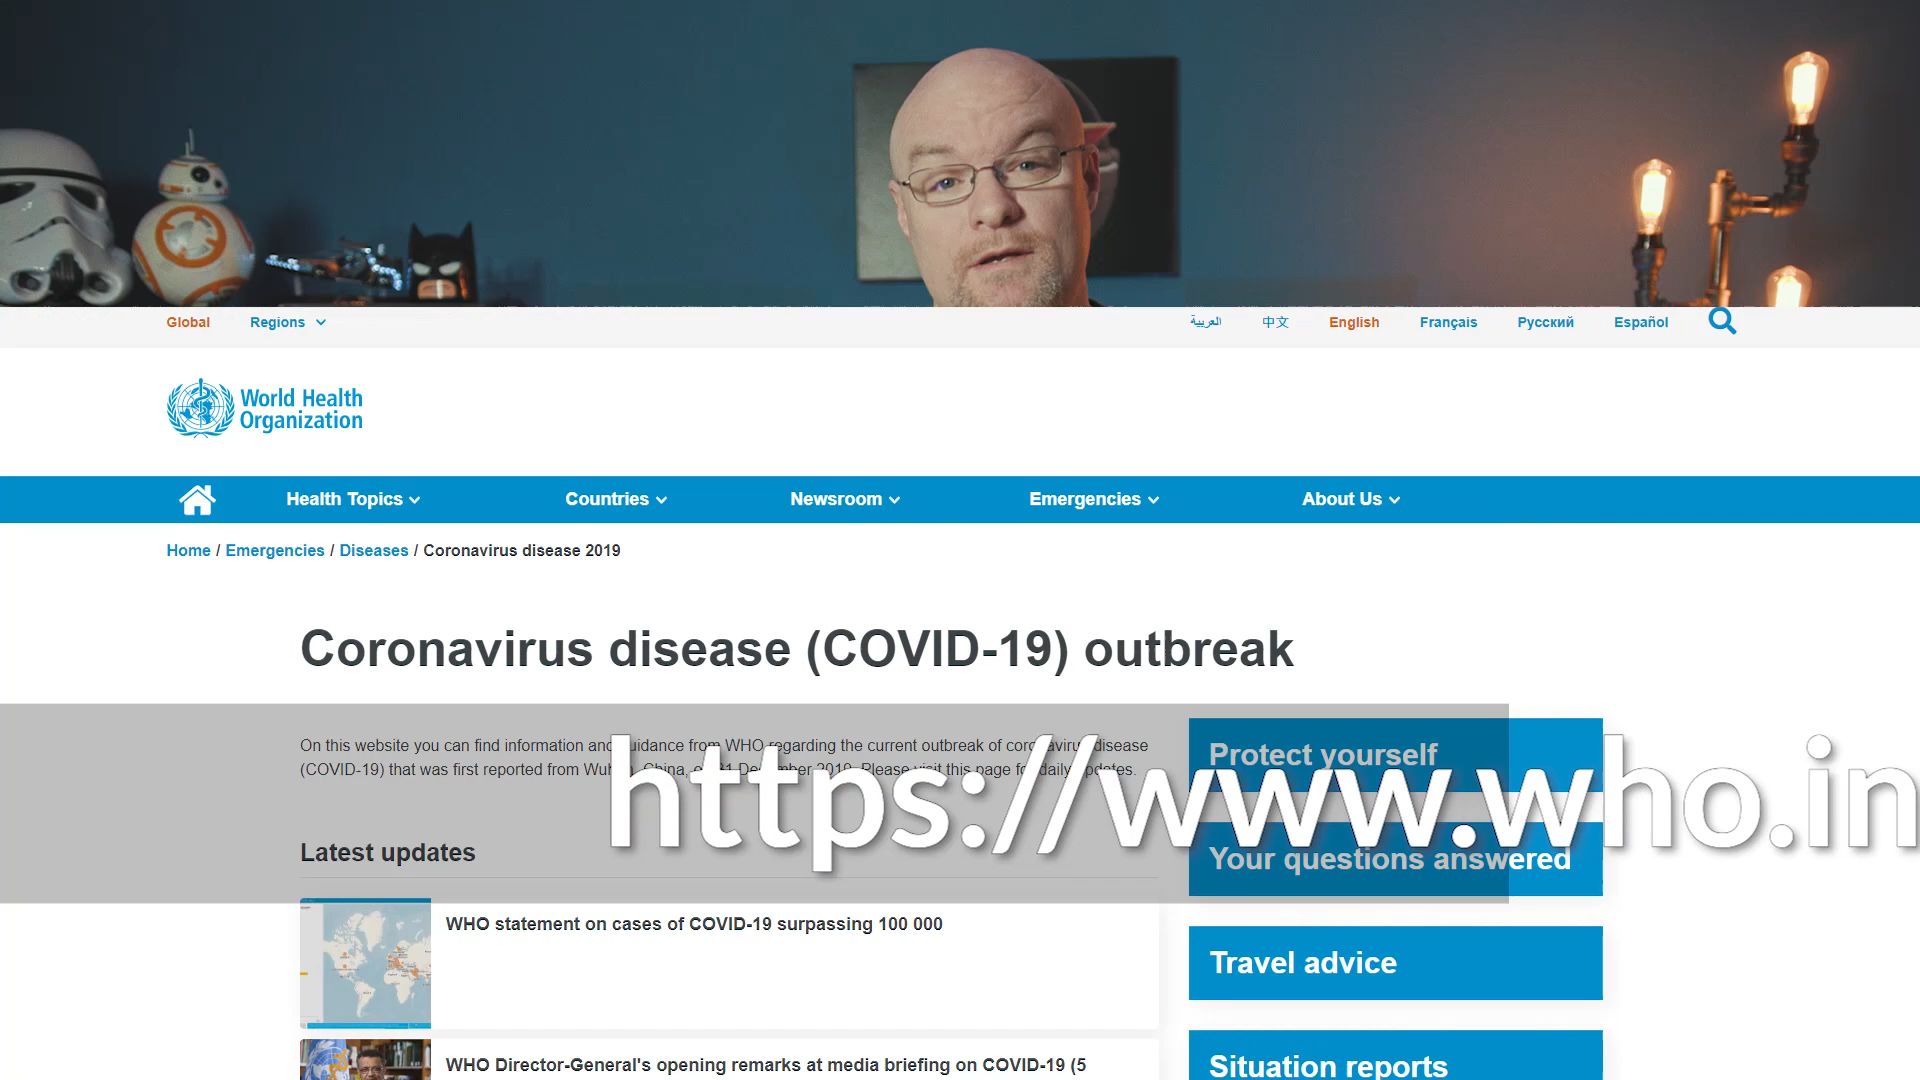 Global Regions العربية 中文 English Français Русский Español
World Health
Organization
Health Topics Countries Newsroom Emergencies About Us
Home / Emergencies / Diseases / Coronavirus disease 2019
Coronavirus disease (COVID-19) outbreak
On this website you can find information and guidance from WHO regarding the current outbreak of coronavirus disease
(COVID-19) that was first reported from Wuhan, China, on 31 December 2019. Please visit this page for daily updates.
https://www.who.in
Protect yourself
Your questions answered
Travel advice
Situation reports
Latest updates
WHO statement on cases of COVID-19 surpassing 100 000
WHO Director-General's opening remarks at media briefing on COVID-19 (5